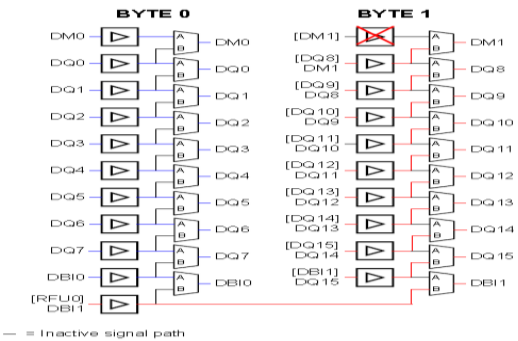 BYTE 0
DM0 A B DM0
DQ0 A B DQ0
DQ1 A B DQ1
DQ2 A B DQ2
DQ3 A B DQ3
DQ4 A B DQ4
DQ5 A B DQ5
DQ6 A B DQ6
DQ7 A B DQ7
DBI0 A B DBI0
[RFU0]
DBI1
BYTE 1
[DM1] A B DM1
[DQ8]
DM1 A B DQ8
[DQ9]
DQ8 A B DQ9
[DQ10]
DQ9 A B DQ10
[DQ11]
DQ10 A B DQ11
[DQ12]
DQ11 A B DQ12
[DQ13]
DQ12 A B DQ13
[DQ14]
DQ13 A B DQ14
[DQ15]
DQ14 A B DQ15
[DBI1]
DQ15 A B DBI1
— = Inactive signal path